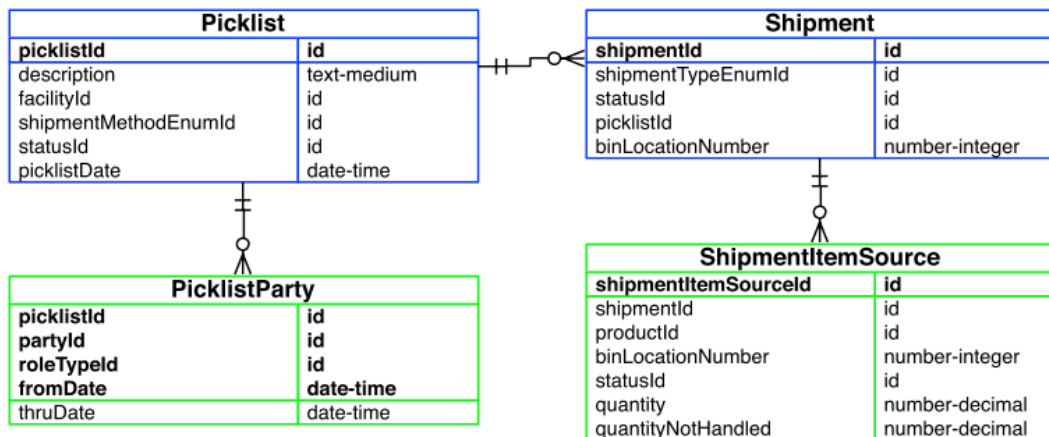 Picklist
picklistId id
description text-medium
facilityId id
shipmentMethodEnumId id
statusId id
picklistDate date-time
Shipment
shipmentId id
shipmentTypeEnumId id
statusId id
picklistId id
binLocationNumber number-integer
PicklistParty
picklistId id
partyId id
roleTypeId id
fromDate date-time
thruDate date-time
ShipmentItemSource
shipmentItemSourceId id
shipmentId id
productId id
binLocationNumber number-integer
statusId id
quantity number-decimal
quantityNotHandled number-decimal